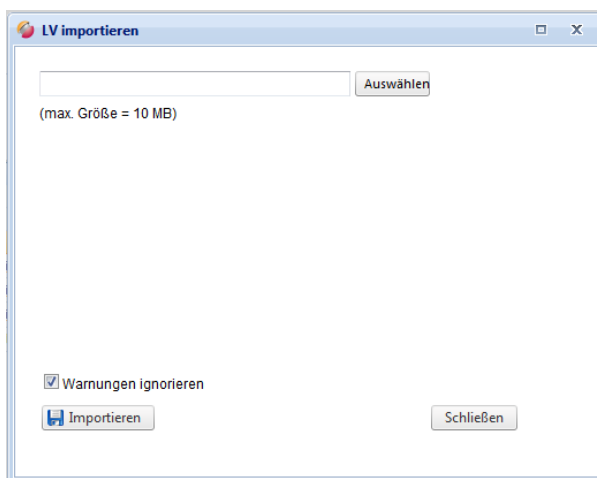 LV importieren
X
Auswählen
(max. Größe = 10 MB)
Warnungen ignorieren
Importieren
Schließen